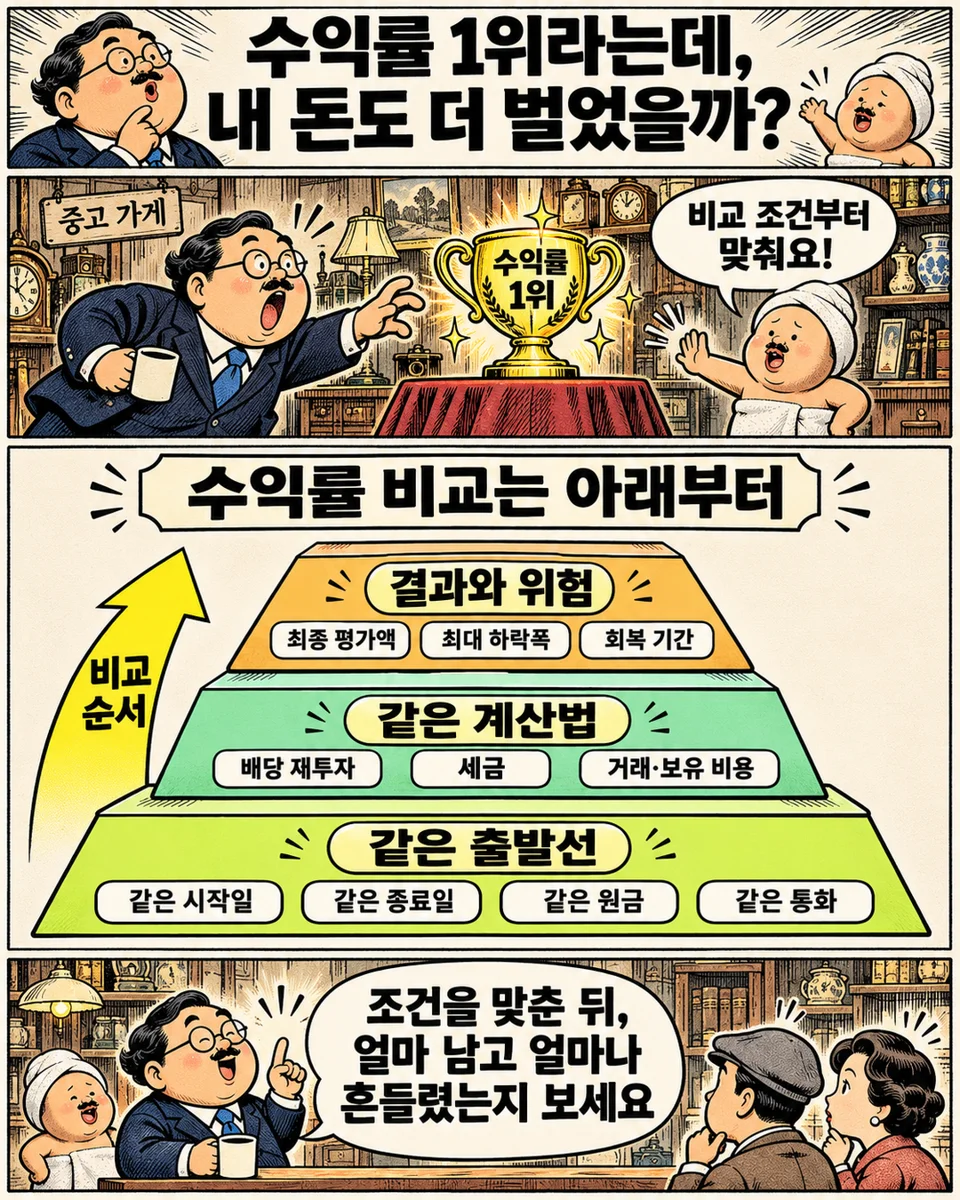 수익률 1위라는데,
내 돈도 더 벌었을까?
중고 가게
수익률
1위
비교 조건부터
맞춰요!
수익률 비교는 아래부터
비교
순서
결과와 위험
최종 평가액
최대 하락폭
회복 기간
같은 계산법
배당 재투자
세금
거래·보유 비용
같은 출발선
같은 시작일
같은 종료일
같은 원금
같은 통화
조건을 맞춘 뒤,
얼마 남고 얼마나
흔들렸는지 보세요